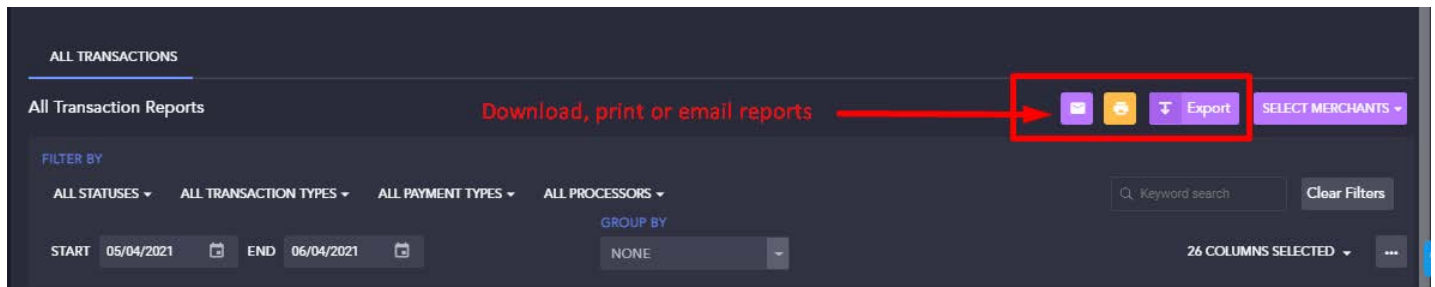 ALL TRANSACTIONS
All Transaction Reports
Download, print or email reports
Export
SELECT MERCHANTS
FILTER BY
ALL STATUSES
ALL TRANSACTION TYPES
ALL PAYMENT TYPES
ALL PROCESSORS
Keyword search
Clear Filters
GROUP BY
START 05/04/2021
END 06/04/2021
NONE
26 COLUMNS SELECTED
...